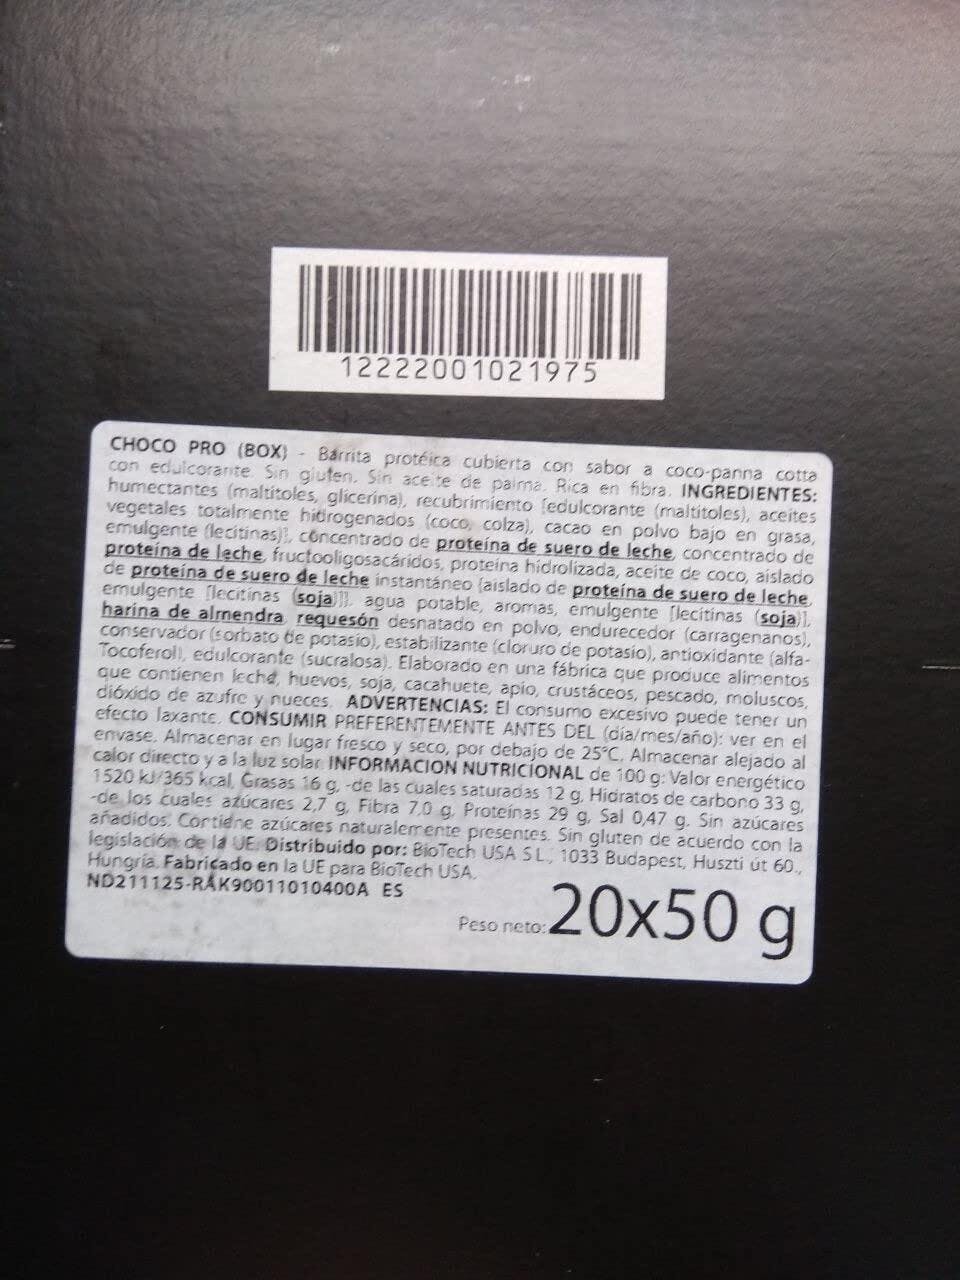 12222001021975
CHOCO PRO (BOX) - Barrita protéica cubierta con sabor a coco-panna cotta
con edulcorante. Sin gluten. Sin aceite de palma. Rica en fibra. INGREDIENTES:
humectantes (maltitoles, glicerina), recubrimiento [edulcorante (maltitoles), aceites
vegetales totalmente hidrogenados (coco, colza), cacao en polvo bajo en grasa,
emulgente (lecitinas)], concentrado de proteína de suero de leche, concentrado de
proteína de leche, fructooligosacáridos, proteína hidrolizada, aceite de coco, aislado
de proteína de suero de leche instantáneo {aislado de proteína de suero de leche,
emulgente [lecitinas (soja)]}, agua potable, aromas, emulgente [lecitinas (soja)],
harina de almendra, requesón desnatado en polvo, endurecedor (carragenanos),
conservador (sorbato de potasio), estabilizante (cloruro de potasio), antioxidante (alfa-
Tocoferol), edulcorante (sucralosa). Elaborado en una fábrica que produce alimentos
que contienen leche, huevos, soja, cacahuete, apio, crustáceos, pescado, moluscos,
dióxido de azufre y nueces. ADVERTENCIAS: El consumo excesivo puede tener un
efecto laxante. CONSUMIR PREFERENTEMENTE ANTES DEL (día/mes/año): ver en el
envase. Almacenar en lugar fresco y seco, por debajo de 25°C. Almacenar alejado al
calor directo y a la luz solar. INFORMACION NUTRICIONAL de 100 g: Valor energético
1520 kJ/365 kcal, Grasas 16 g, -de las cuales saturadas 12 g, Hidratos de carbono 33 g,
-de los cuales azúcares 2,7 g, Fibra 7,0 g, Proteínas 29 g, Sal 0,47 g. Sin azúcares
añadidos. Contiene azúcares naturalemente presentes. Sin gluten de acuerdo con la
legislación de la UE. Distribuido por: BioTech USA S.L., 1033 Budapest, Huszti út 60.,
Hungría. Fabricado en la UE para BioTech USA.
ND211125-RAK90011010400A ES
Peso neto: 20x50 g